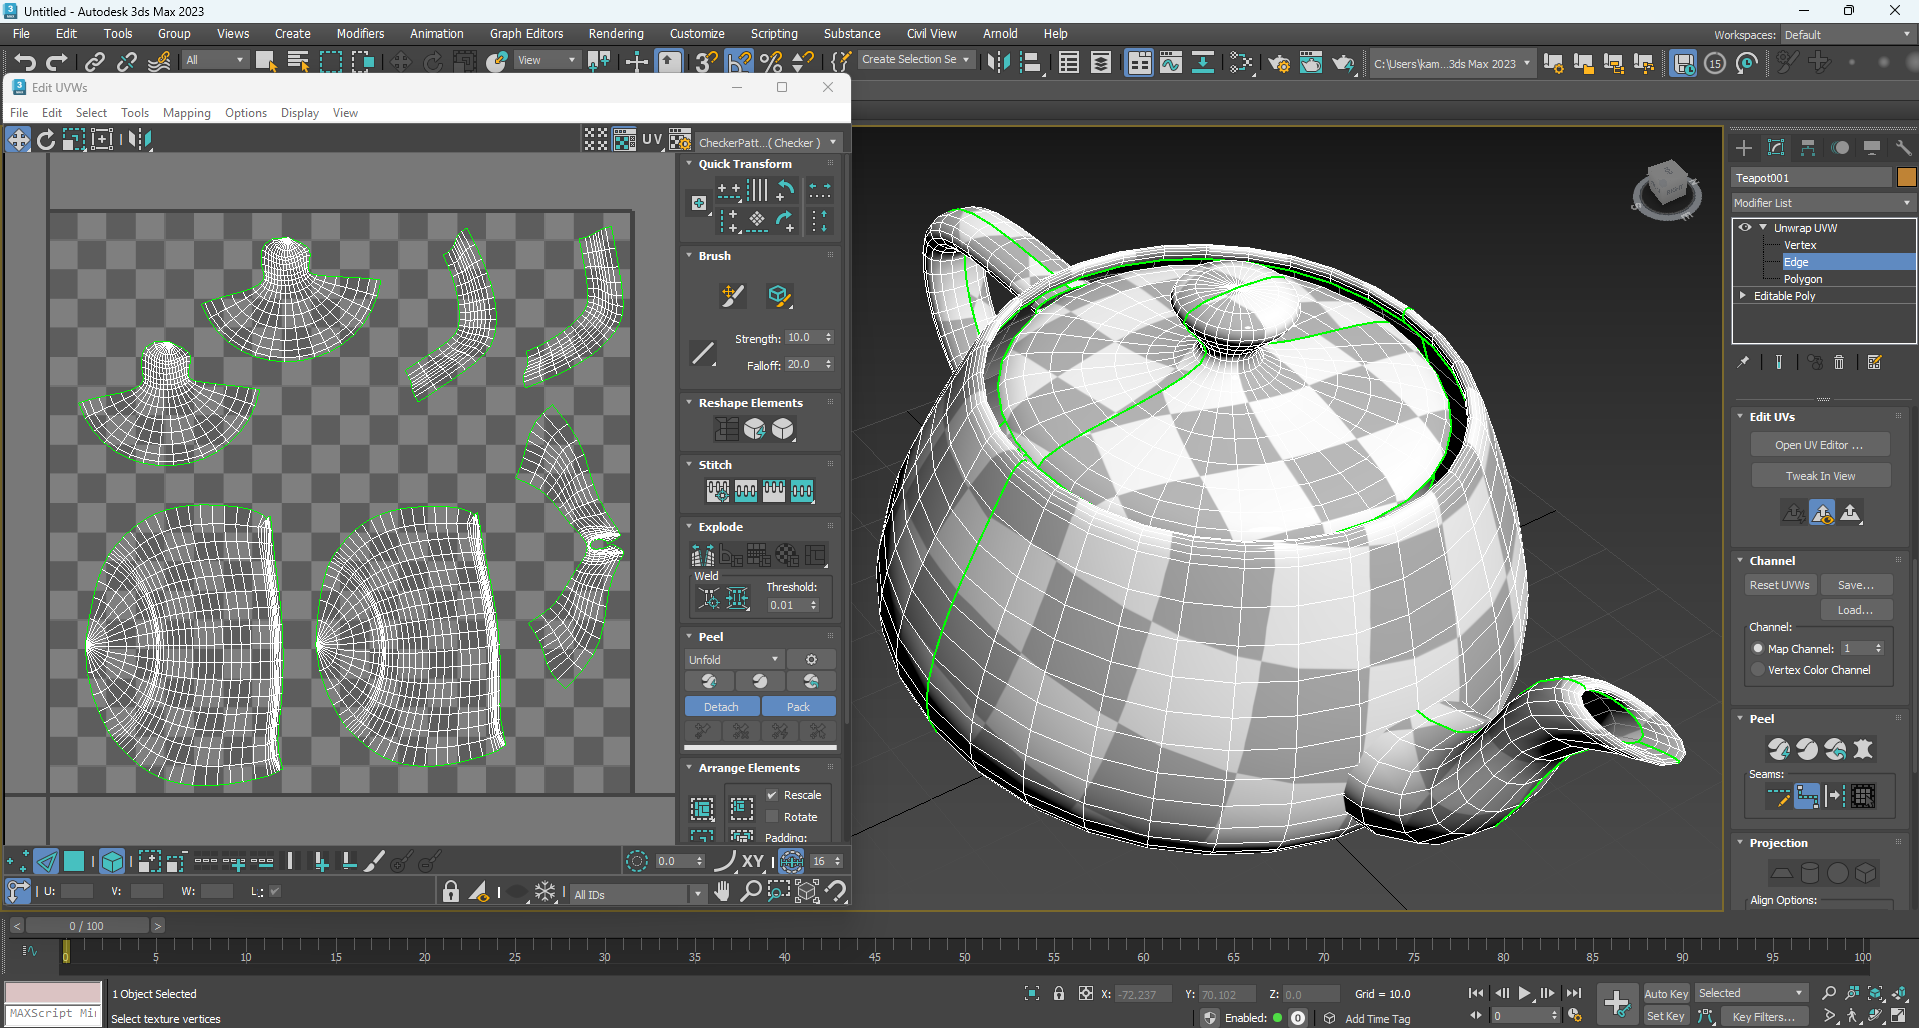 Untitled - Autodesk 3ds Max 2023
File Edit Tools Group Views Create Modifiers Animation Graph Editors Rendering Customize Scripting Substance Civil View Arnold Help
Workspaces: Default
All
View
Create Selection Se
C:\Users\kam...3ds Max 2023
15
Edit UVWs
File Edit Select Tools Mapping Options Display View
UV CheckerPatt...( Checker )
Quick Transform
Brush
Strength: 10.0
Falloff: 20.0
Reshape Elements
Stitch
Explode
Weld
Threshold:
0.01
Peel
Unfold
Detach Pack
Arrange Elements
Rescale
Rotate
Padding:
0.0
XY
16
U:
V:
W:
L:
All IDs
S
E
Teapot001
Modifier List
Unwrap UVW
Vertex
Edge
Polygon
Editable Poly
Edit UVs
Open UV Editor ...
Tweak In View
Channel
Reset UVWs Save...
Load...
Channel:
Map Channel: 1
Vertex Color Channel
Peel
Seams:
Projection
Align Options:
< 0 / 100 >
0 5 10 15 20 25 30 35 40 45 50 55 60 65 70 75 80 85 90 95 100
1 Object Selected
MAXScript Mi
Select texture vertices
X: -72.237 Y: 70.102 Z: 0.0 Grid = 10.0
Enabled: 0 Add Time Tag
0
Auto Key Selected
Set Key Key Filters...